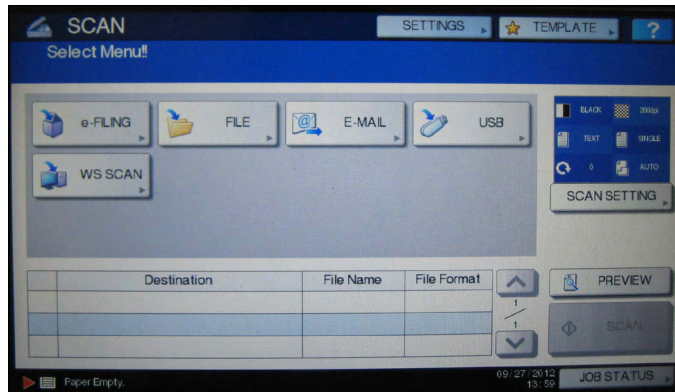 SCAN
SETTINGS
TEMPLATE
?
Select Menu!!
e-FILING
FILE
@
E-MAIL
USB
WS SCAN
BLACK
200dpi
TEXT
SINGLE
0
AUTO
SCAN SETTING
Destination
File Name
File Format
1
1
PREVIEW
SCAN
Paper Empty.
09/27/2012
13:59
JOB STATUS